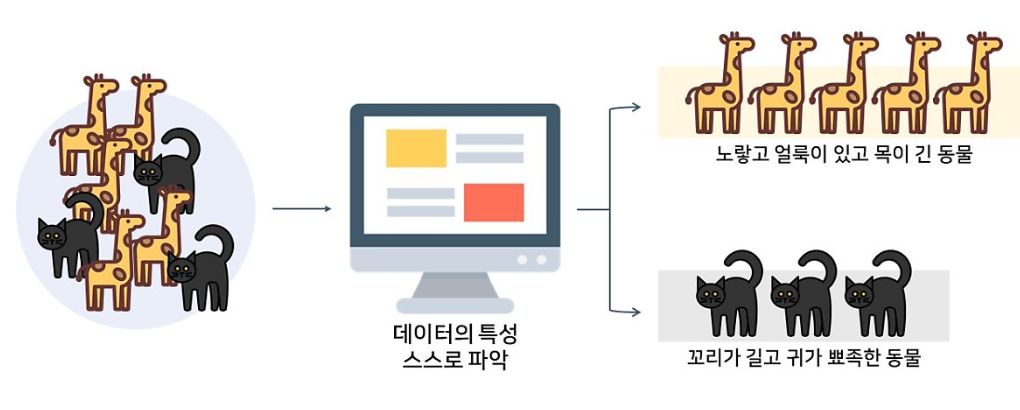 노랗고 얼룩이 있고 목이 긴 동물
데이터의 특성
스스로 파악
꼬리가 길고 귀가 뾰족한 동물